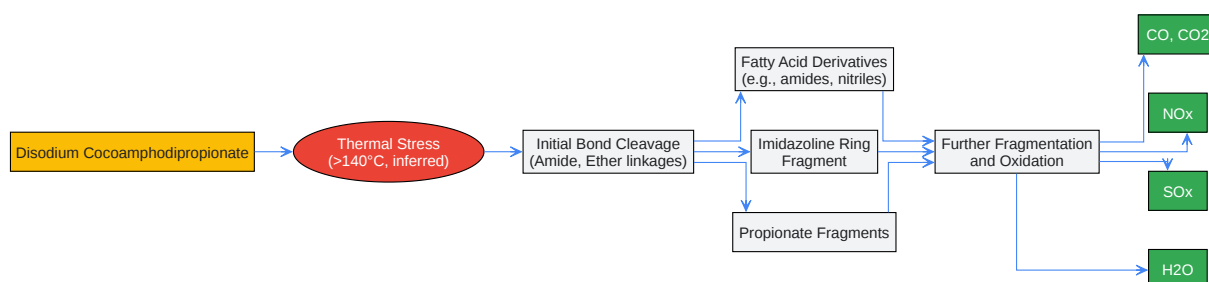 Disodium Cocoamphodipropionate
Thermal Stress
(>140°C, inferred)
Initial Bond Cleavage
(Amide, Ether linkages)
Fatty Acid Derivatives
(e.g., amides, nitriles)
Imidazoline Ring
Fragment
Propionate Fragments
Further Fragmentation
and Oxidation
CO, CO2
NOx
SOx
H2O